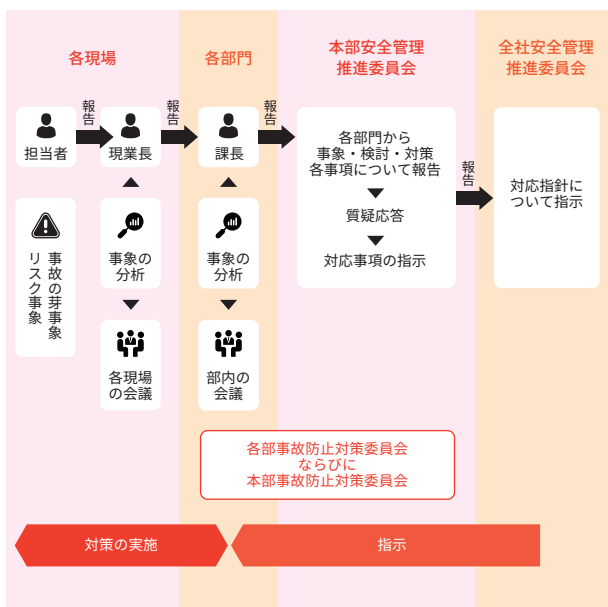 各現場
各部門
本部安全管理
推進委員会
全社安全管理
推進委員会
担当者
報告
現業長
報告
課長
報告
各部門から
事象・検討・対策
各事項について報告
質疑応答
対応事項の指示
報告
対応指針に
ついて指示
事故の芽事象
リスク事象
事象の
分析
各現場
の会議
事象の
分析
部内の
会議
各部事故防止対策委員会
ならびに
本部事故防止対策委員会
対策の実施
指示